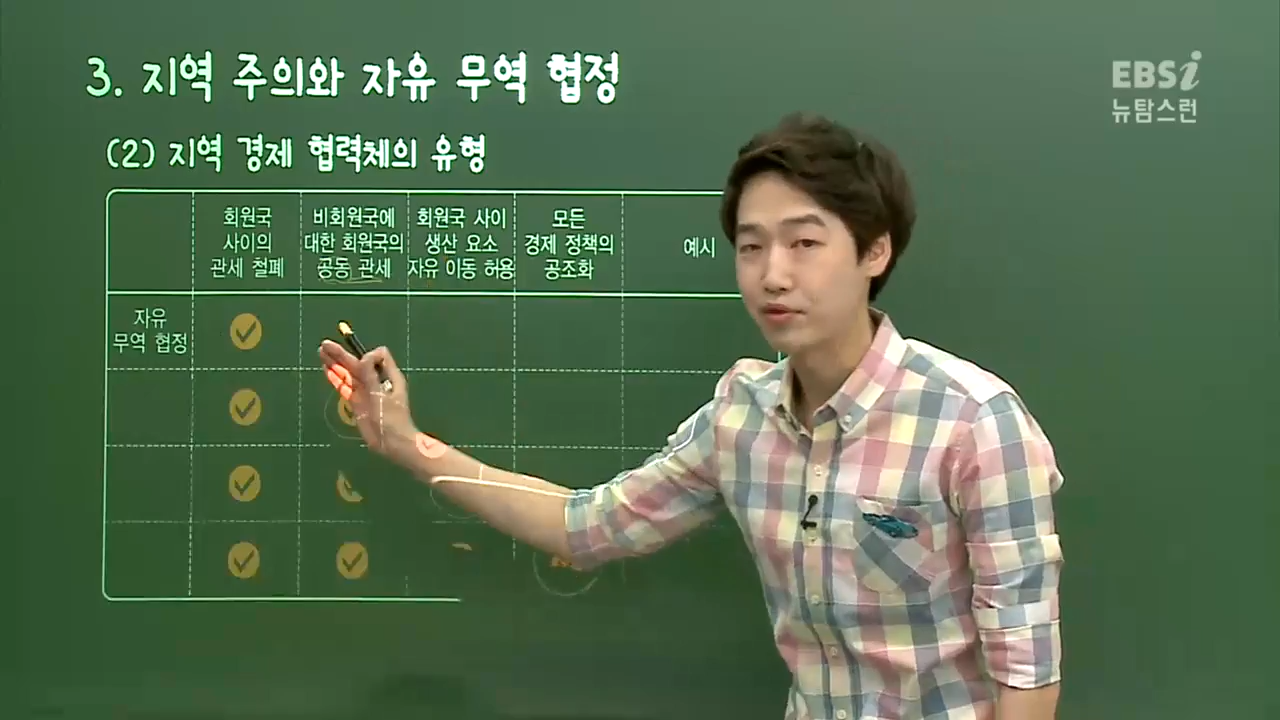 3. 지역 주의와 자유 무역 협정
EBSi
뉴탐스런
(2) 지역 경제 협력체의 유형
회원국
사이의
관세 철폐
비회원국에
대한 회원국의
공동 관세
회원국 사이
생산 요소
자유 이동 허용
모든
경제 정책의
공조화
예시
자유
무역 협정